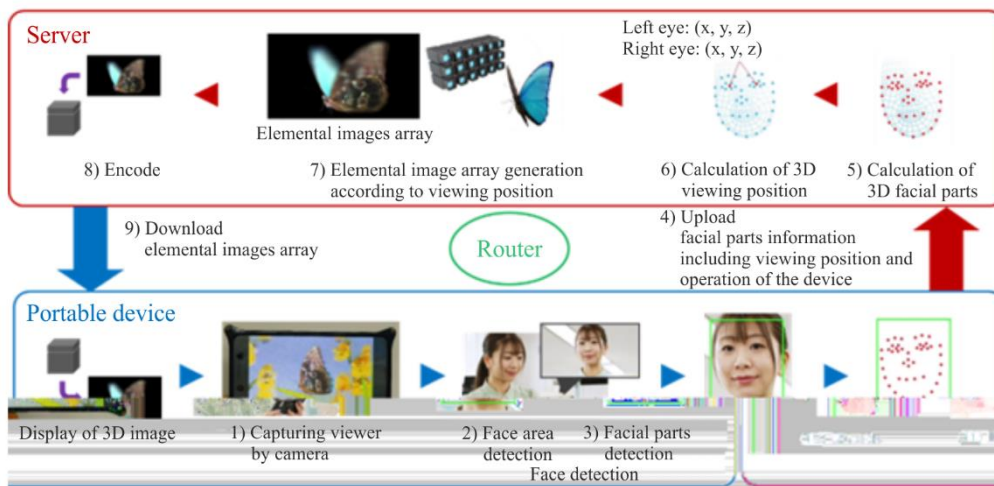 Server
Left eye: (x, y, z)
Right eye: (x, y, z)
Elemental images array
8) Encode
7) Elemental image array generation
according to viewing position
6) Calculation of 3D
viewing position
5) Calculation of
3D facial parts
9) Download
elemental images array
Router
4) Upload
facial parts information
including viewing position and
operation of the device
Portable device
Display of 3D image
1) Capturing viewer
by camera
2) Face area
detection
3) Facial parts
detection
Face detection